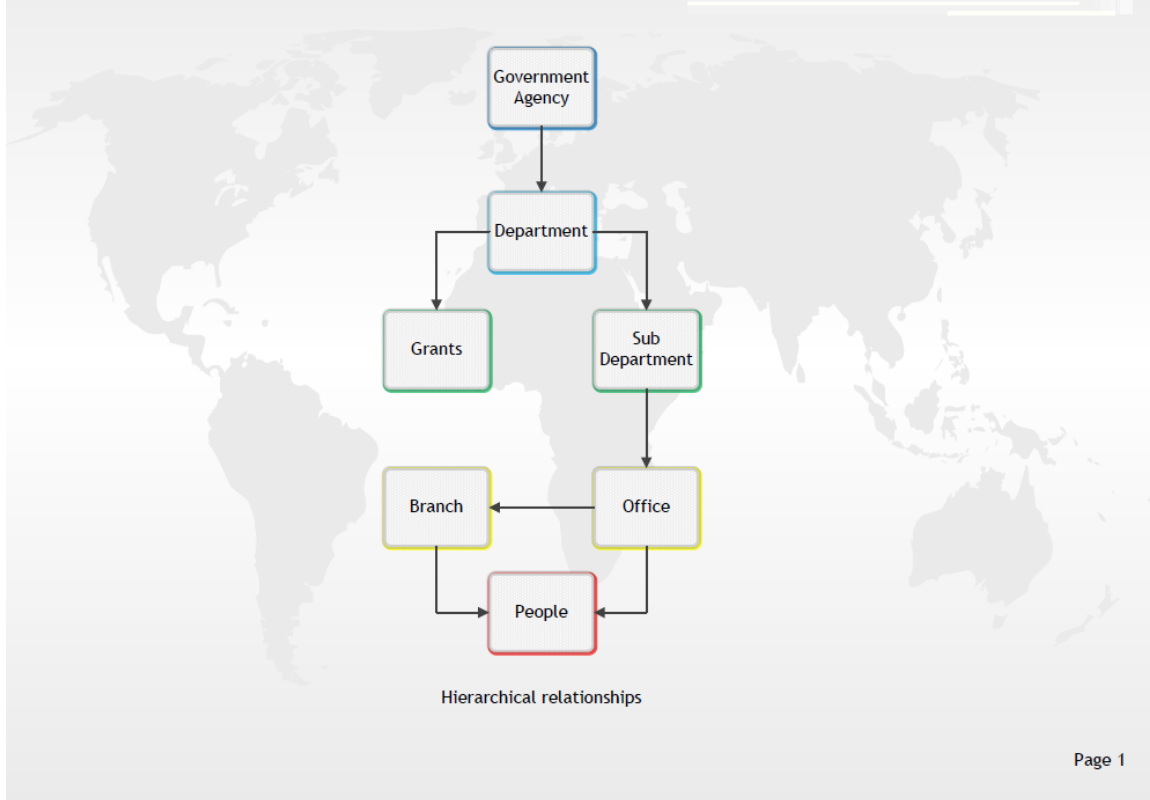 Government
Agency
Department
Grants
Sub
Department
Branch
Office
People
Hierarchical relationships
Page 1